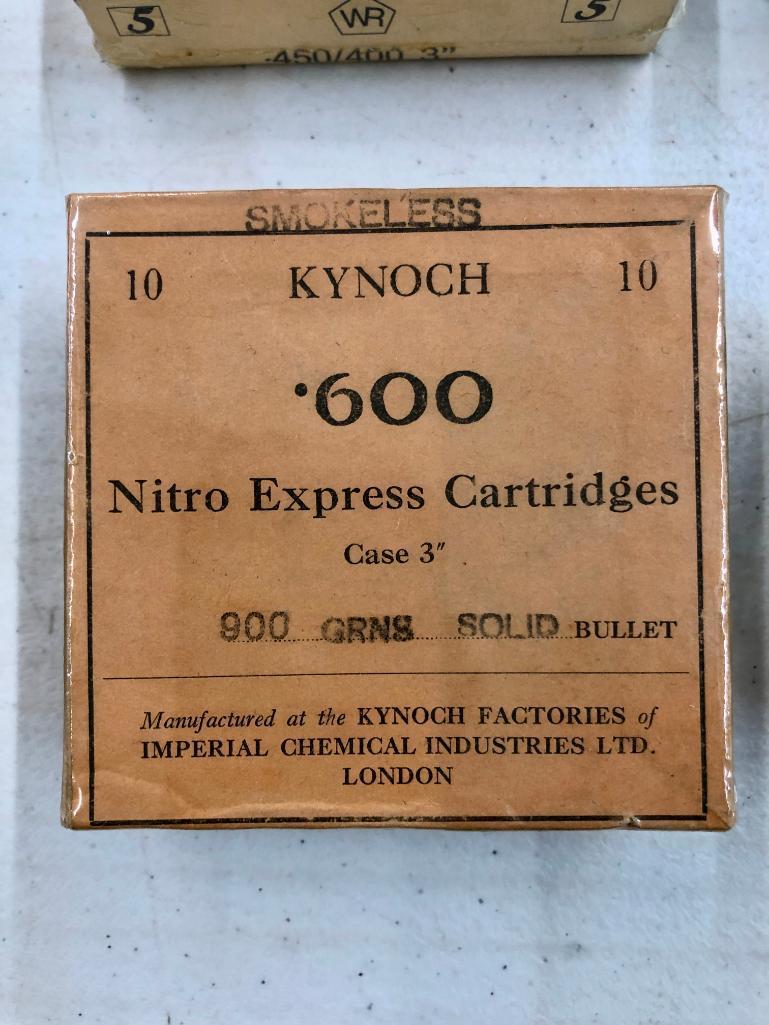 5 WR 5
.450/400 3"
SMOKELESS
10 KYNOCH 10
·600
Nitro Express Cartridges
Case 3"
900 GRNS SOLID BULLET
Manufactured at the KYNOCH FACTORIES of
IMPERIAL CHEMICAL INDUSTRIES LTD.
LONDON